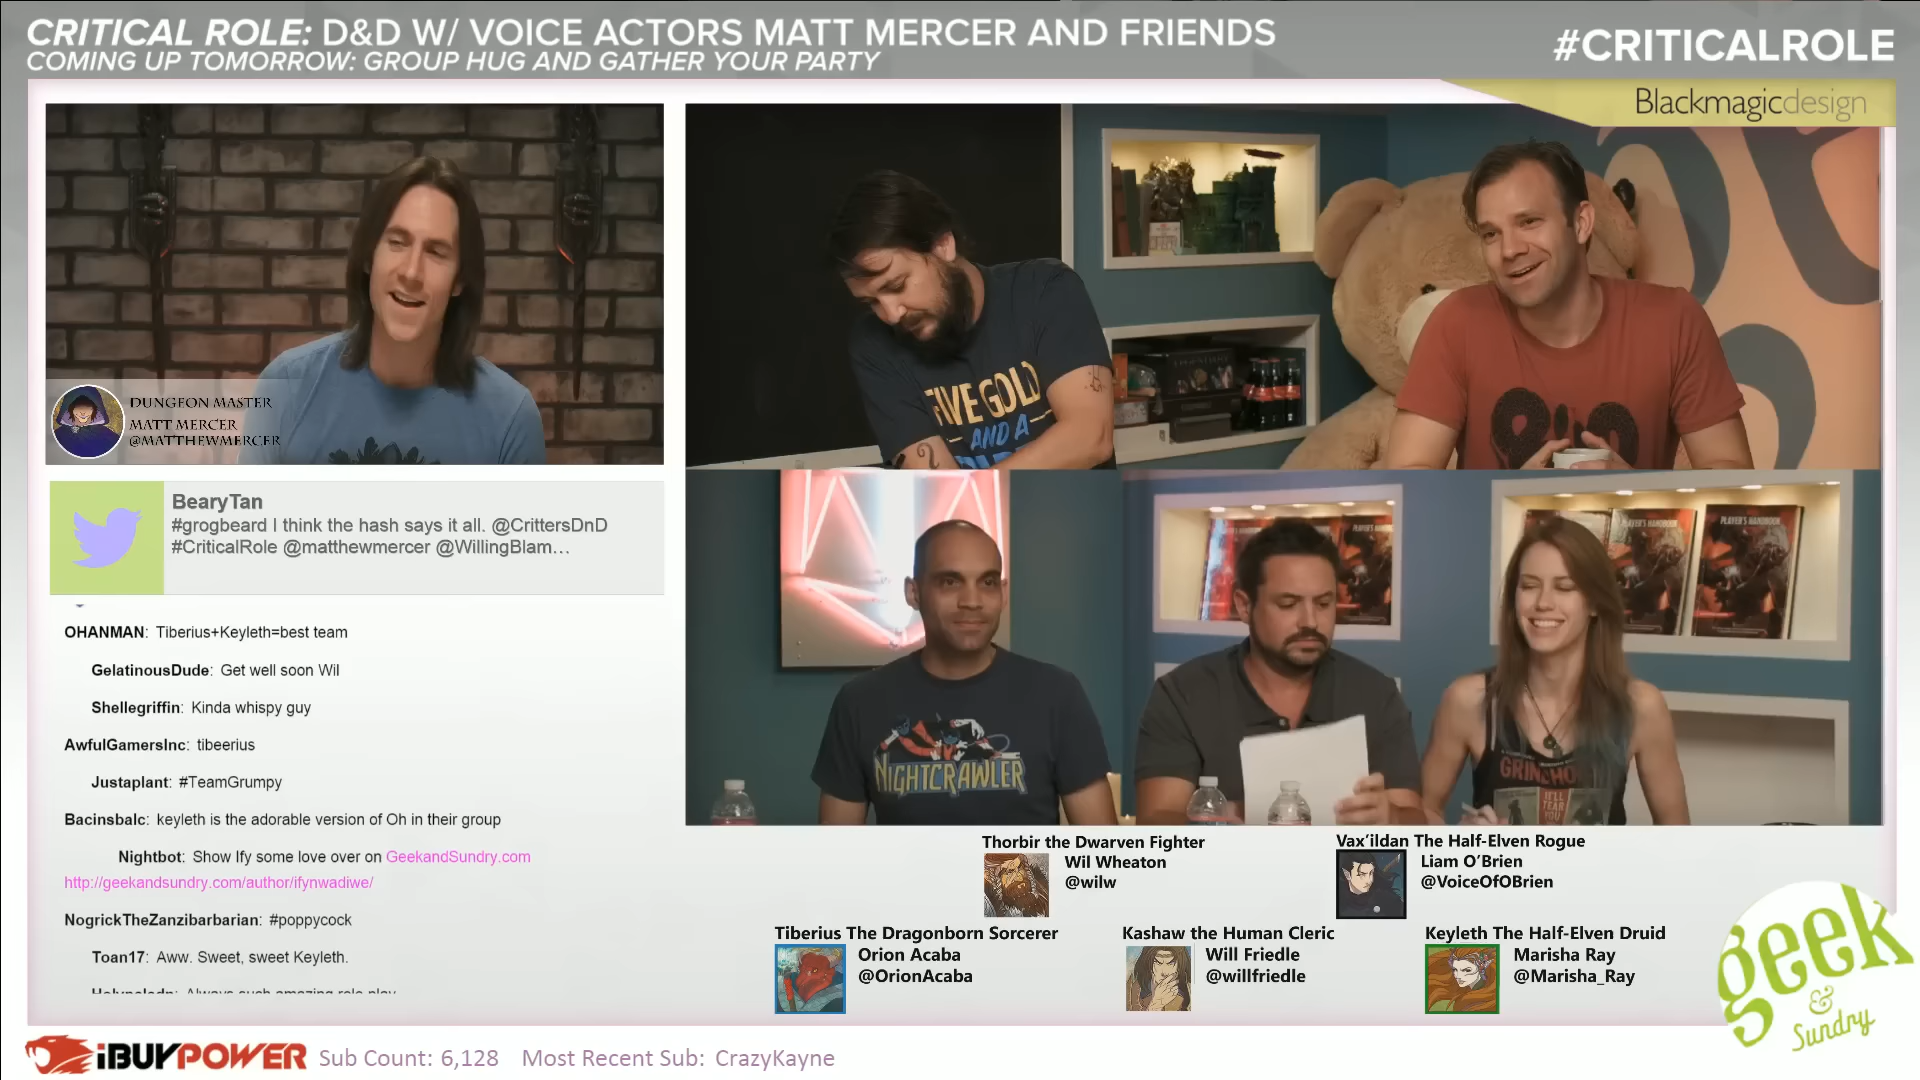 CRITICAL ROLE: D&D W/ VOICE ACTORS MATT MERCER AND FRIENDS
COMING UP TOMORROW: GROUP HUG AND GATHER YOUR PARTY
#CRITICALROLE
Blackmagicdesign
DUNGEON MASTER
MATT MERCER
@MATTHEWMERCER
FIVE GOLD
AND A
NIGHTCRAWLER
PLAYER'S HANDBOOK
PLAYER'S HANDBOOK
BearyTan
#grogbeard I think the hash says it all. @CrittersDnD
#CriticalRole @matthewmercer @WillingBlam…
OHANMAN: Tiberius+Keyleth=best team
GelatinousDude: Get well soon Wil
Shellegriffin: Kinda whispy guy
AwfulGamersInc: tibeerius
Justaplant: #TeamGrumpy
Bacinsbalc: keyleth is the adorable version of Oh in their group
Nightbot: Show Ify some love over on GeekandSundry.com
http://geekandsundry.com/author/ifynwadiwe/
NogrickTheZanzibarbarian: #poppycock
Toan17: Aww. Sweet, sweet Keyleth.
Thorbir the Dwarven Fighter
Wil Wheaton
@wilw
Vax'ildan The Half-Elven Rogue
Liam O'Brien
@VoiceOfOBrien
Tiberius The Dragonborn Sorcerer
Orion Acaba
@OrionAcaba
Kashaw the Human Cleric
Will Friedle
@willfriedle
Keyleth The Half-Elven Druid
Marisha Ray
@Marisha_Ray
geek
&
Sundry
iBUYPOWER Sub Count: 6,128 Most Recent Sub: CrazyKayne